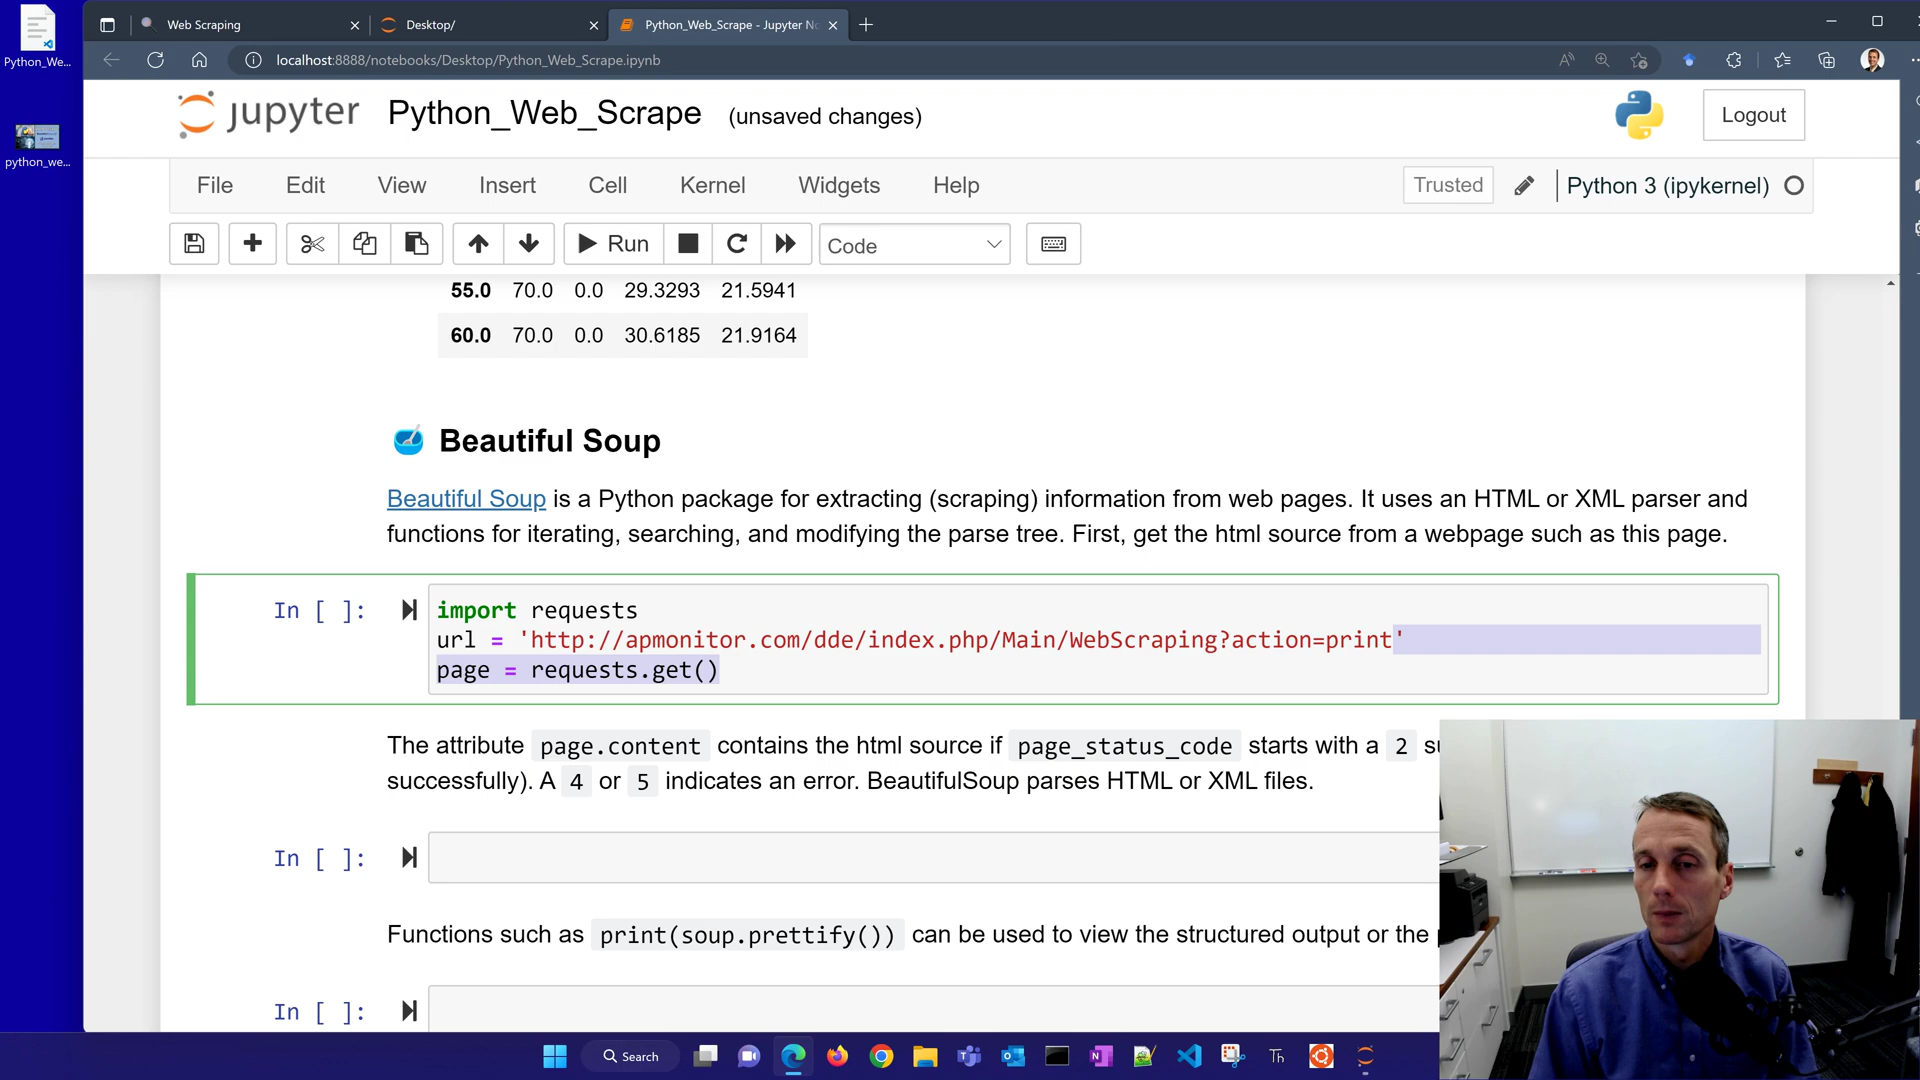 Web Scraping
Desktop/
Python_Web_Scrape - Jupyter No
Python_We...
localhost:8888/notebooks/Desktop/Python_Web_Scrape.ipynb
python_we...
jupyter
Python_Web_Scrape (unsaved changes)
Logout
File Edit View Insert Cell Kernel Widgets Help
Trusted
Python 3 (ipykernel)
Run
Code
55.0 70.0 0.0 29.3293 21.5941
60.0 70.0 0.0 30.6185 21.9164
Beautiful Soup
Beautiful Soup is a Python package for extracting (scraping) information from web pages. It uses an HTML or XML parser and
functions for iterating, searching, and modifying the parse tree. First, get the html source from a webpage such as this page.
In [ ]:
import requests
url = 'http://apmonitor.com/dde/index.php/Main/WebScraping?action=print'
page = requests.get()
The attribute page.content contains the html source if page_status_code starts with a 2 su
successfully). A 4 or 5 indicates an error. BeautifulSoup parses HTML or XML files.
In [ ]:
Functions such as print(soup.prettify()) can be used to view the structured output or the
In [ ]:
Search
Th